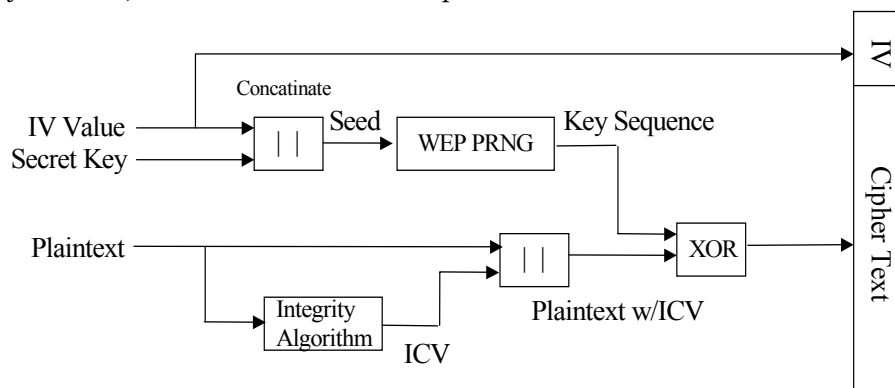 IV
Concatinate
IV Value
Seed
Key Sequence
| |
WEP PRNG
Secret Key
Cipher Text
Plaintext
| |
XOR
Integrity
Algorithm
Plaintext w/ICV
ICV